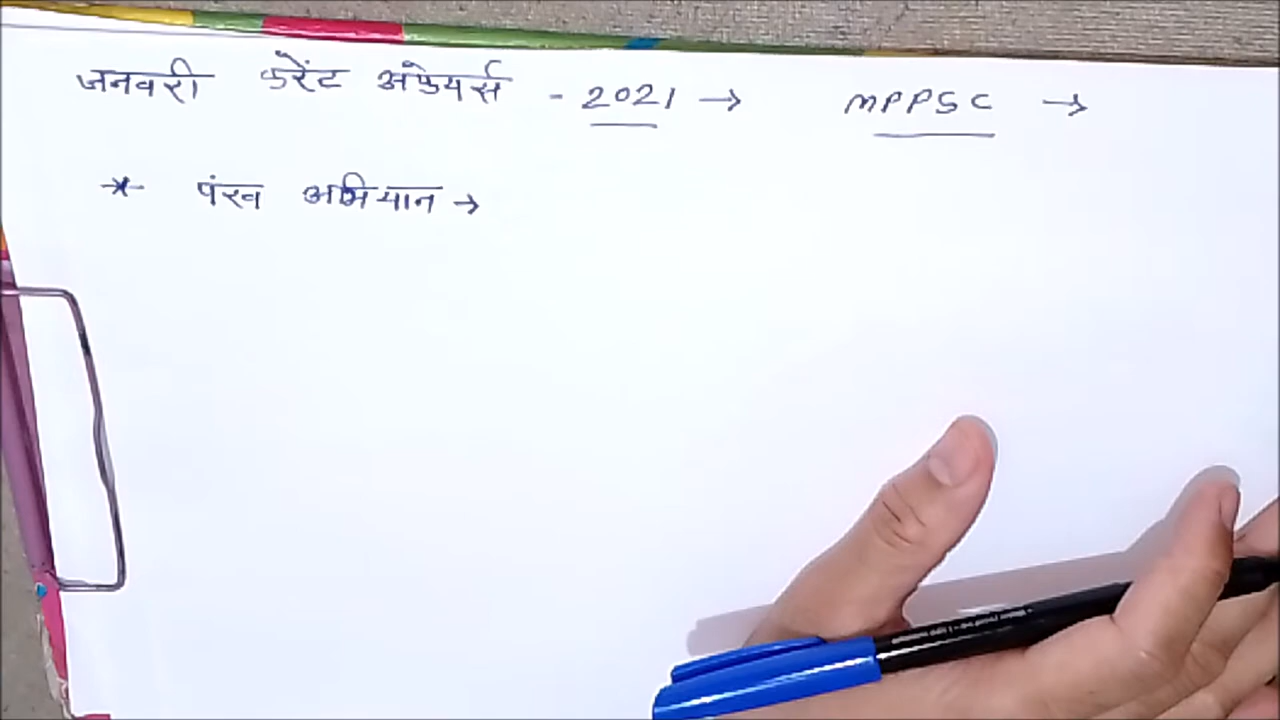 जनवरी करेंट अफेयर्स - 2021 → MPPSC →
* पंख अभियान →